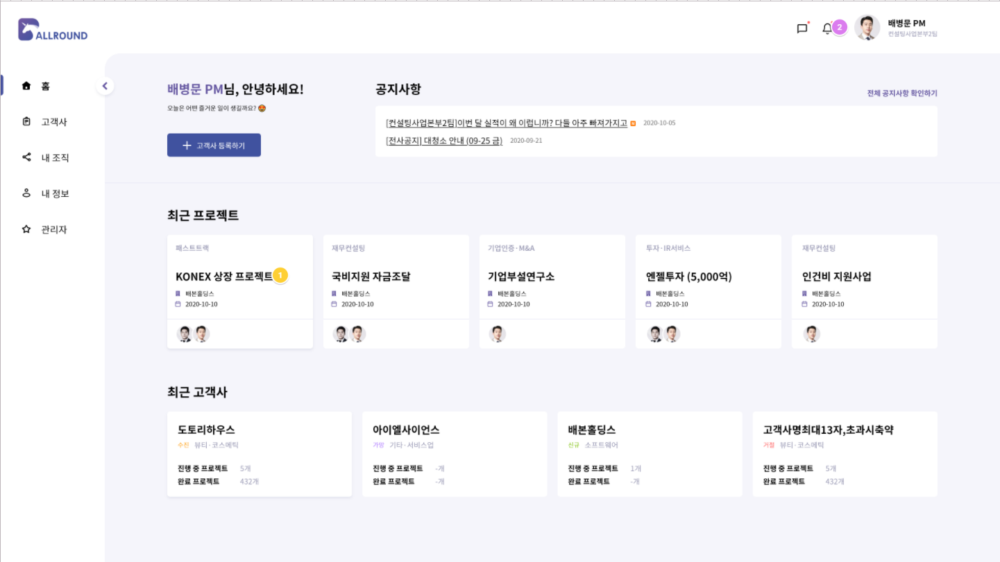 ALLROUND
2
배병문 PM
컨설팅사업본부2팀
홈
고객사
내 조직
내 정보
관리자
배병문 PM님, 안녕하세요!
오늘은 어떤 즐거운 일이 생길까요? 😍
+ 고객사 등록하기
공지사항
전체 공지사항 확인하기
[컨설팅사업본부2팀]이번 달 실적이 왜 이럽니까? 다들 아주 빠져가지고 N 2020-10-05
[전사공지] 대청소 안내 (09-25 금) 2020-09-21
최근 프로젝트
패스트트랙
KONEX 상장 프로젝트 1
배본홀딩스
2020-10-10
재무컨설팅
국비지원 자금조달
배본홀딩스
2020-10-10
기업인증·M&A
기업부설연구소
배본홀딩스
2020-10-10
투자·IR서비스
엔젤투자 (5,000억)
배본홀딩스
2020-10-10
재무컨설팅
인건비 지원사업
배본홀딩스
2020-10-10
최근 고객사
도토리하우스
수진 뷰티·코스메틱
진행 중 프로젝트 5개
완료 프로젝트 432개
아이엘사이언스
가망 기타·서비스업
진행 중 프로젝트 -개
완료 프로젝트 -개
배본홀딩스
신규 소프트웨어
진행 중 프로젝트 1개
완료 프로젝트 -개
고객사명최대13자,초과시축약
거절 뷰티·코스메틱
진행 중 프로젝트 5개
완료 프로젝트 432개